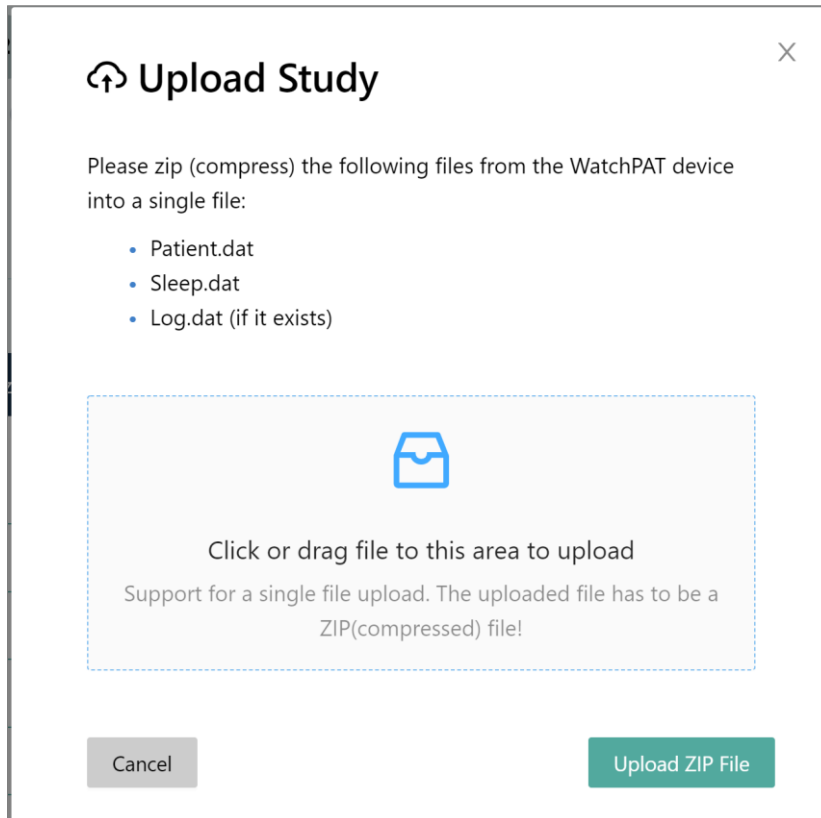 Upload Study
Please zip (compress) the following files from the WatchPAT device
into a single file:
• Patient.dat
• Sleep.dat
• Log.dat (if it exists)
Click or drag file to this area to upload
Support for a single file upload. The uploaded file has to be a
ZIP(compressed) file!
Cancel
Upload ZIP File